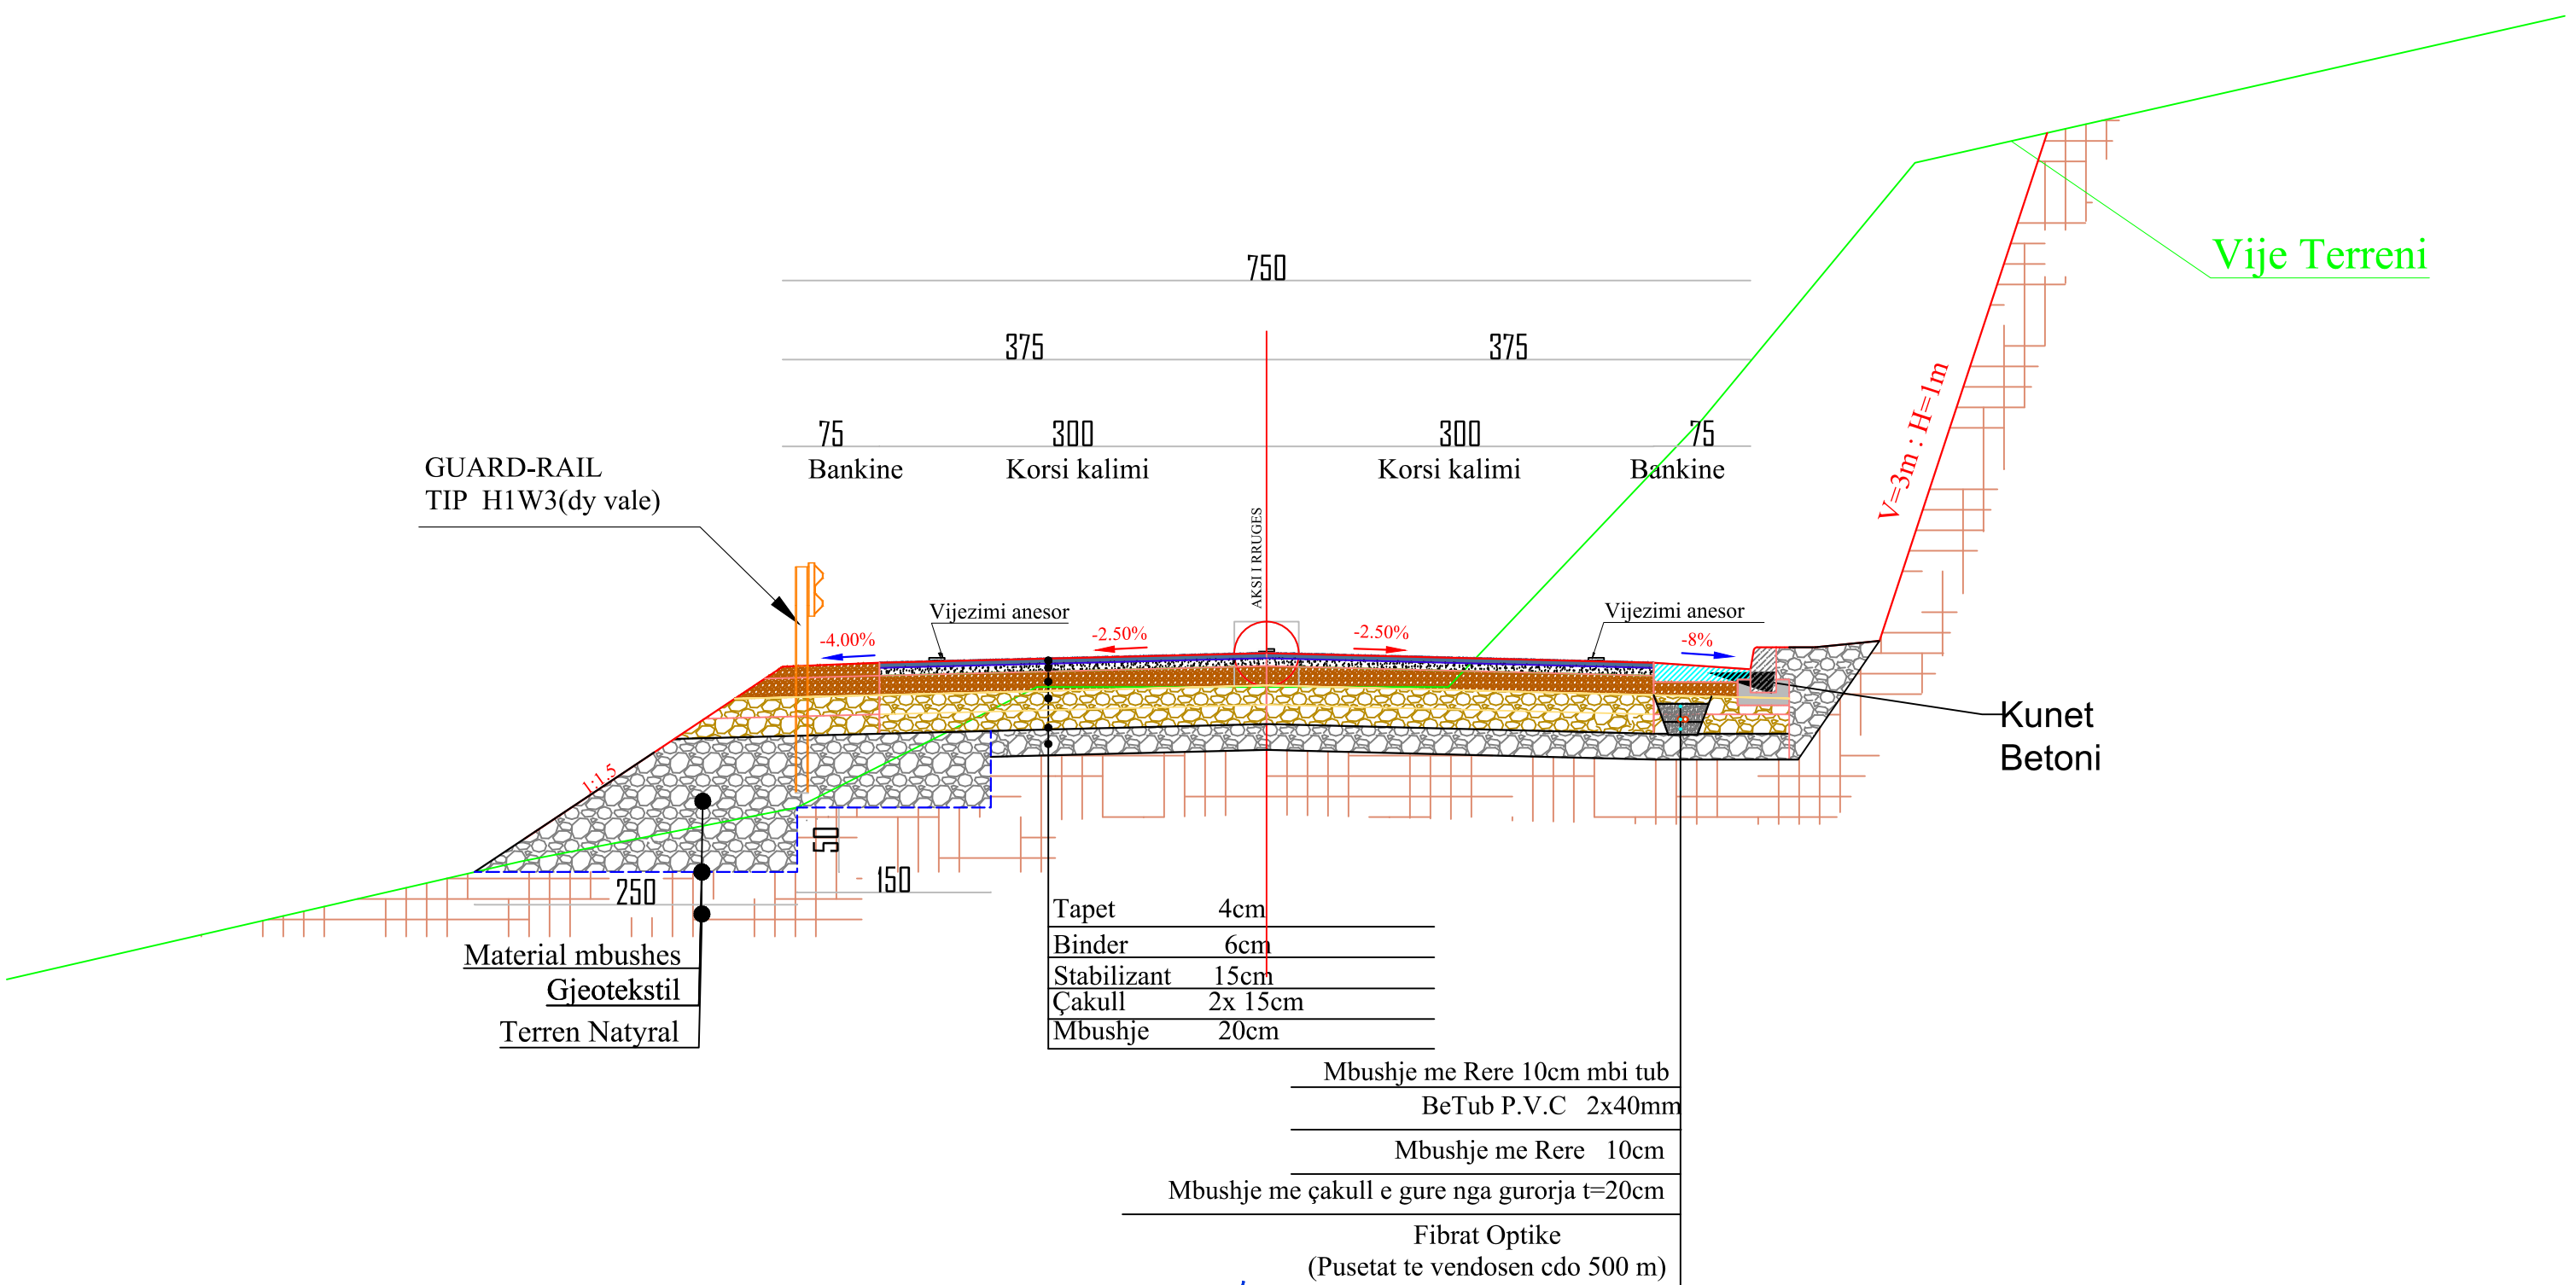 Vije Terreni
750
375
375
75
300
300
75
Bankine
Korsi kalimi
Korsi kalimi
Bankine
V=3m : H=1m
GUARD-RAIL
TIP H1W3(dy vale)
AKSI I RRUGES
Vijezimi anesor
Vijezimi anesor
-4.00%
-2.50%
-2.50%
-8%
Kunet
Betoni
1:1.5
50
150
250
Material mbushes
Gjeotekstil
Terren Natyral
Tapet 4cm
Binder 6cm
Stabilizant 15cm
Çakull 2x 15cm
Mbushje 20cm
Mbushje me Rere 10cm mbi tub
BeTub P.V.C 2x40mm
Mbushje me Rere 10cm
Mbushje me çakull e gure nga gurorja t=20cm
Fibrat Optike
(Pusetat te vendosen cdo 500 m)